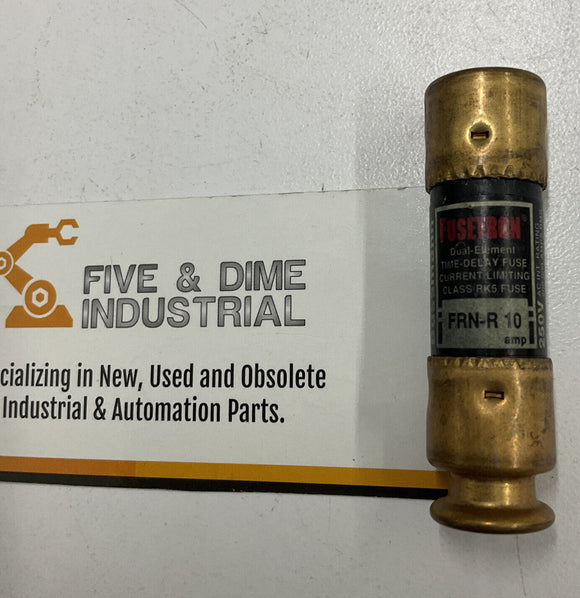 FIVE & DIME
INDUSTRIAL
cializing in New, Used and Obsolete
Industrial & Automation Parts.
FUSETRON®
Dual-Element
TIME-DELAY FUSE
CURRENT LIMITING
CLASS RK5 FUSE
FRN-R 10
amp
250V